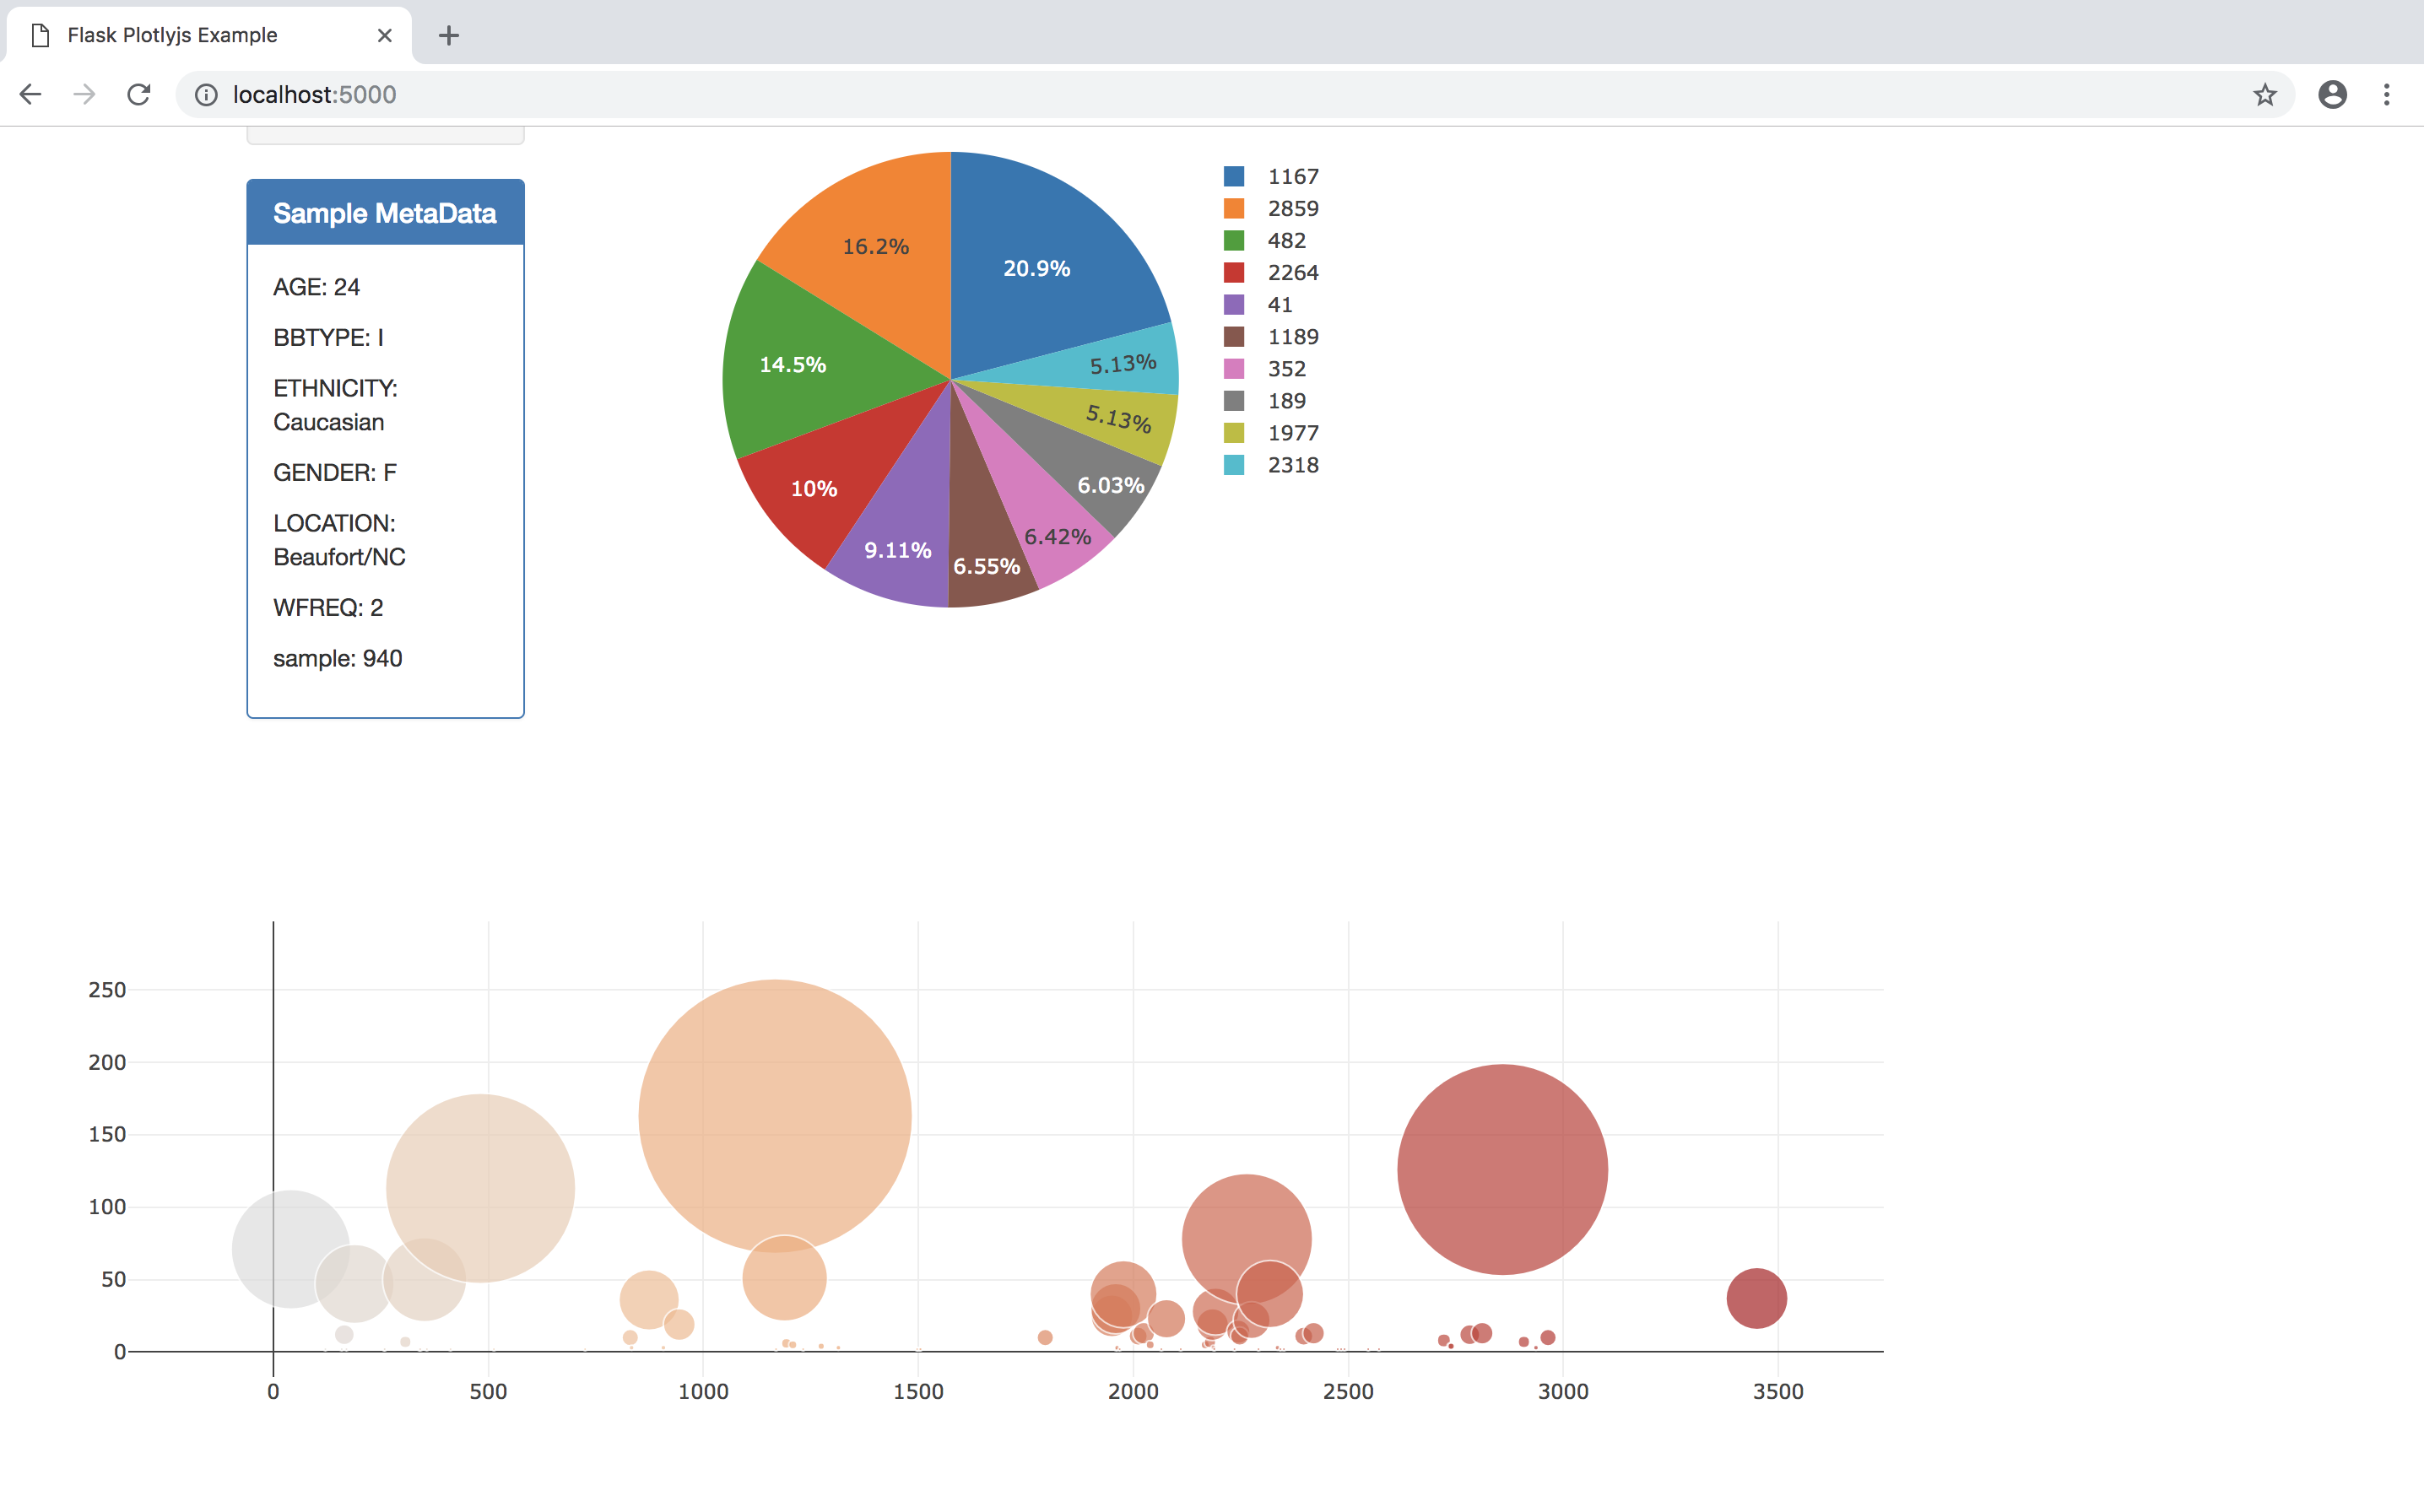 Flask Plotlyjs Example
localhost:5000
Sample MetaData
AGE: 24
BBTYPE: I
ETHNICITY:
Caucasian
GENDER: F
LOCATION:
Beaufort/NC
WFREQ: 2
sample: 940
16.2%
20.9%
14.5%
5.13%
5.13%
10%
6.03%
9.11%
6.55%
6.42%
1167
2859
482
2264
41
1189
352
189
1977
2318
250
200
150
100
50
0
0
500
1000
1500
2000
2500
3000
3500